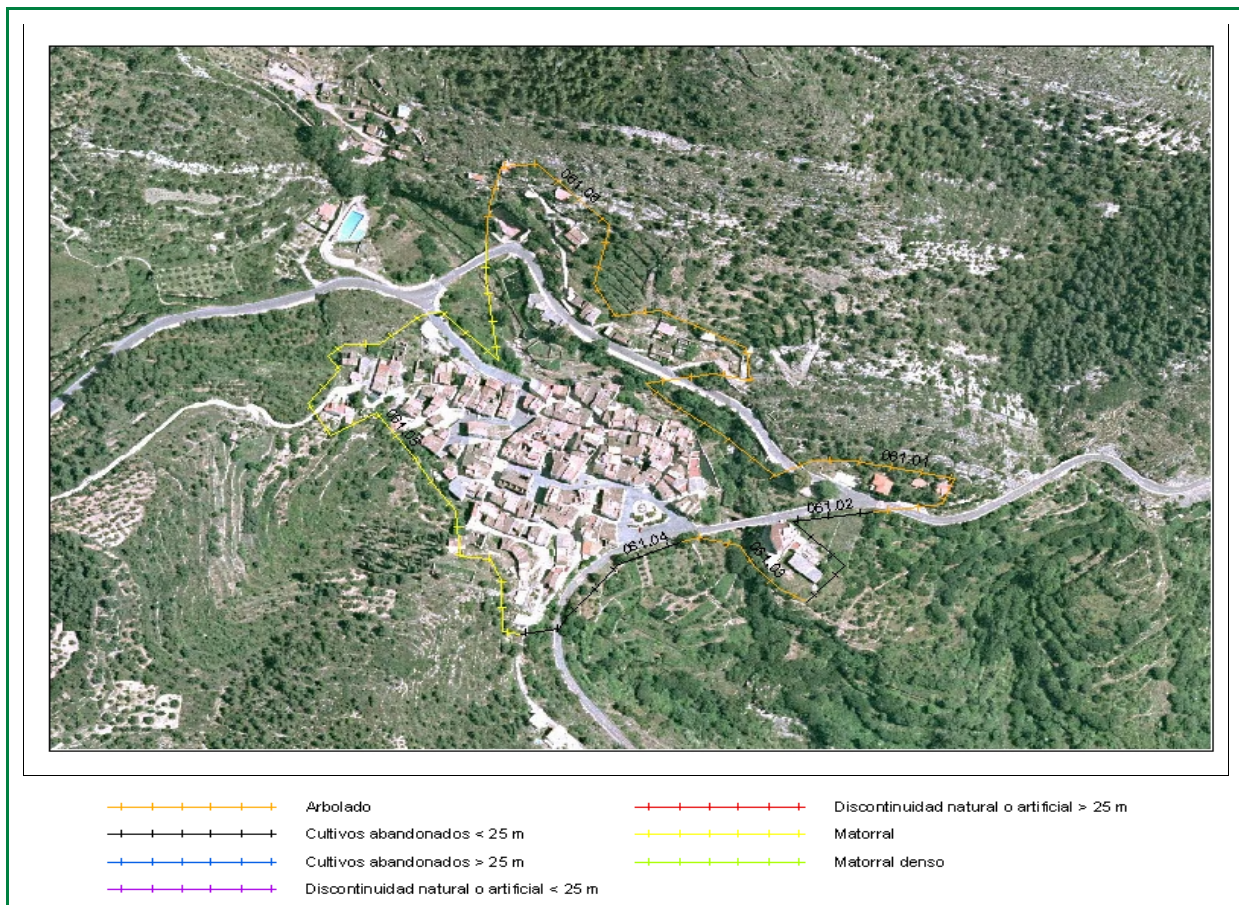 061.05
061.01
061.02
061.04
061.03
Arbolado
Cultivos abandonados < 25 m
Cultivos abandonados > 25 m
Discontinuidad natural o artificial < 25 m
Discontinuidad natural o artificial > 25 m
Matorral
Matorral denso